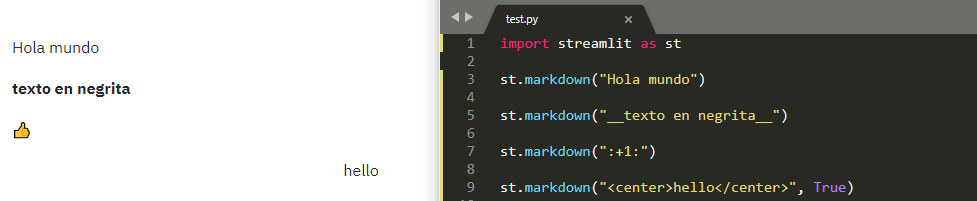 Hola mundo
texto en negrita
👍
hello
test.py ×
1 import streamlit as st
2
3 st.markdown("Hola mundo")
4
5 st.markdown("__texto en negrita__")
6
7 st.markdown(":+1:")
8
9 st.markdown("<center>hello</center>", True)